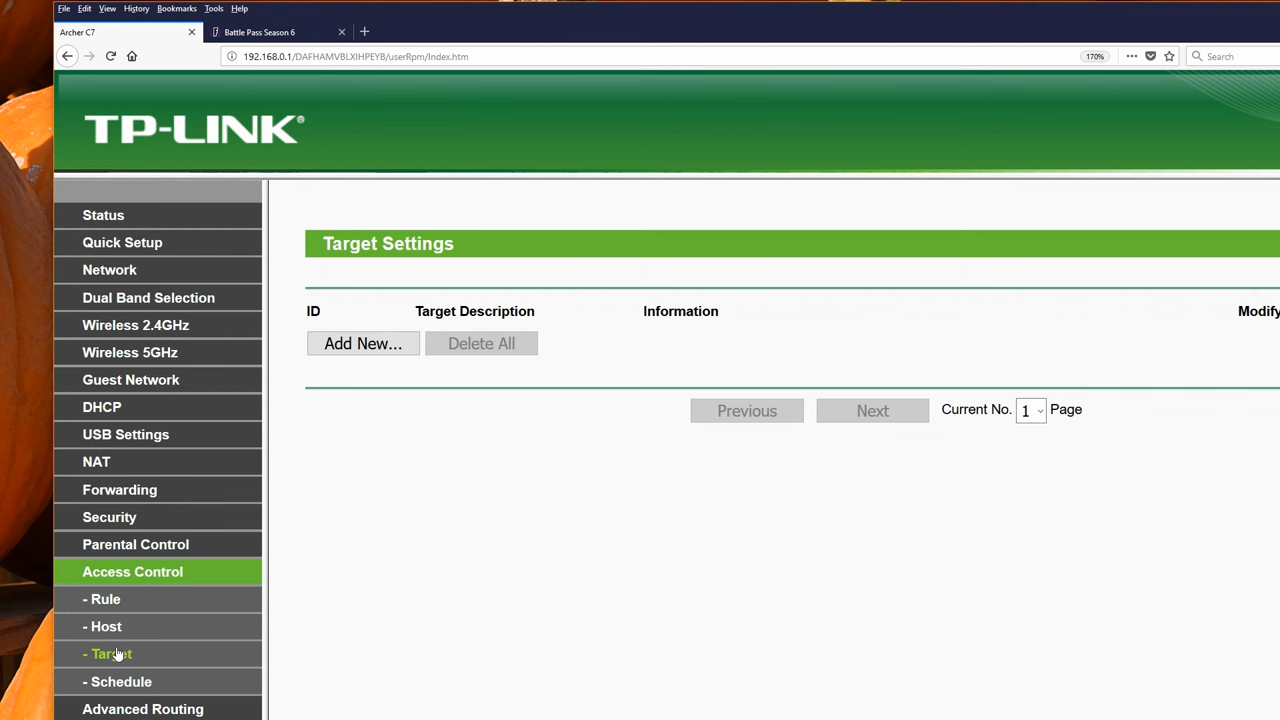 File Edit View History Bookmarks Tools Help
Archer C7
Battle Pass Season 6
192.168.0.1/DAFHAMVBLXIHPEYB/userRpm/Index.htm
170%
Search
TP-LINK®
Status
Quick Setup
Network
Dual Band Selection
Wireless 2.4GHz
Wireless 5GHz
Guest Network
DHCP
USB Settings
NAT
Forwarding
Security
Parental Control
Access Control
- Rule
- Host
- Target
- Schedule
Advanced Routing
Target Settings
ID Target Description Information Modify
Add New... Delete All
Previous Next Current No. 1 Page